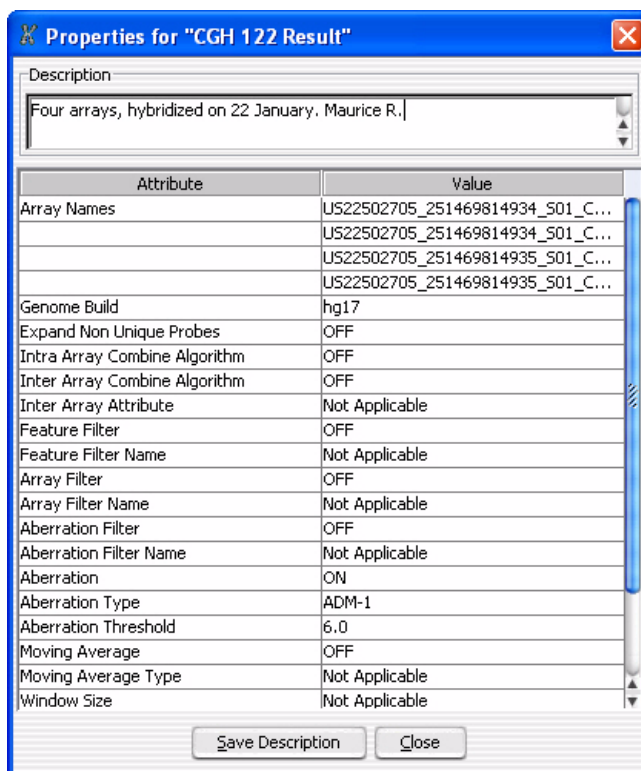 Properties for "CGH 122 Result"
Description
Four arrays, hybridized on 22 January. Maurice R.
Attribute Value
Array Names US22502705_251469814934_S01_C...
US22502705_251469814934_S01_C...
US22502705_251469814935_S01_C...
US22502705_251469814935_S01_C...
Genome Build hg17
Expand Non Unique Probes OFF
Intra Array Combine Algorithm OFF
Inter Array Combine Algorithm OFF
Inter Array Attribute Not Applicable
Feature Filter OFF
Feature Filter Name Not Applicable
Array Filter OFF
Array Filter Name Not Applicable
Aberration Filter OFF
Aberration Filter Name Not Applicable
Aberration ON
Aberration Type ADM-1
Aberration Threshold 6.0
Moving Average OFF
Moving Average Type Not Applicable
Window Size Not Applicable
Save Description Close